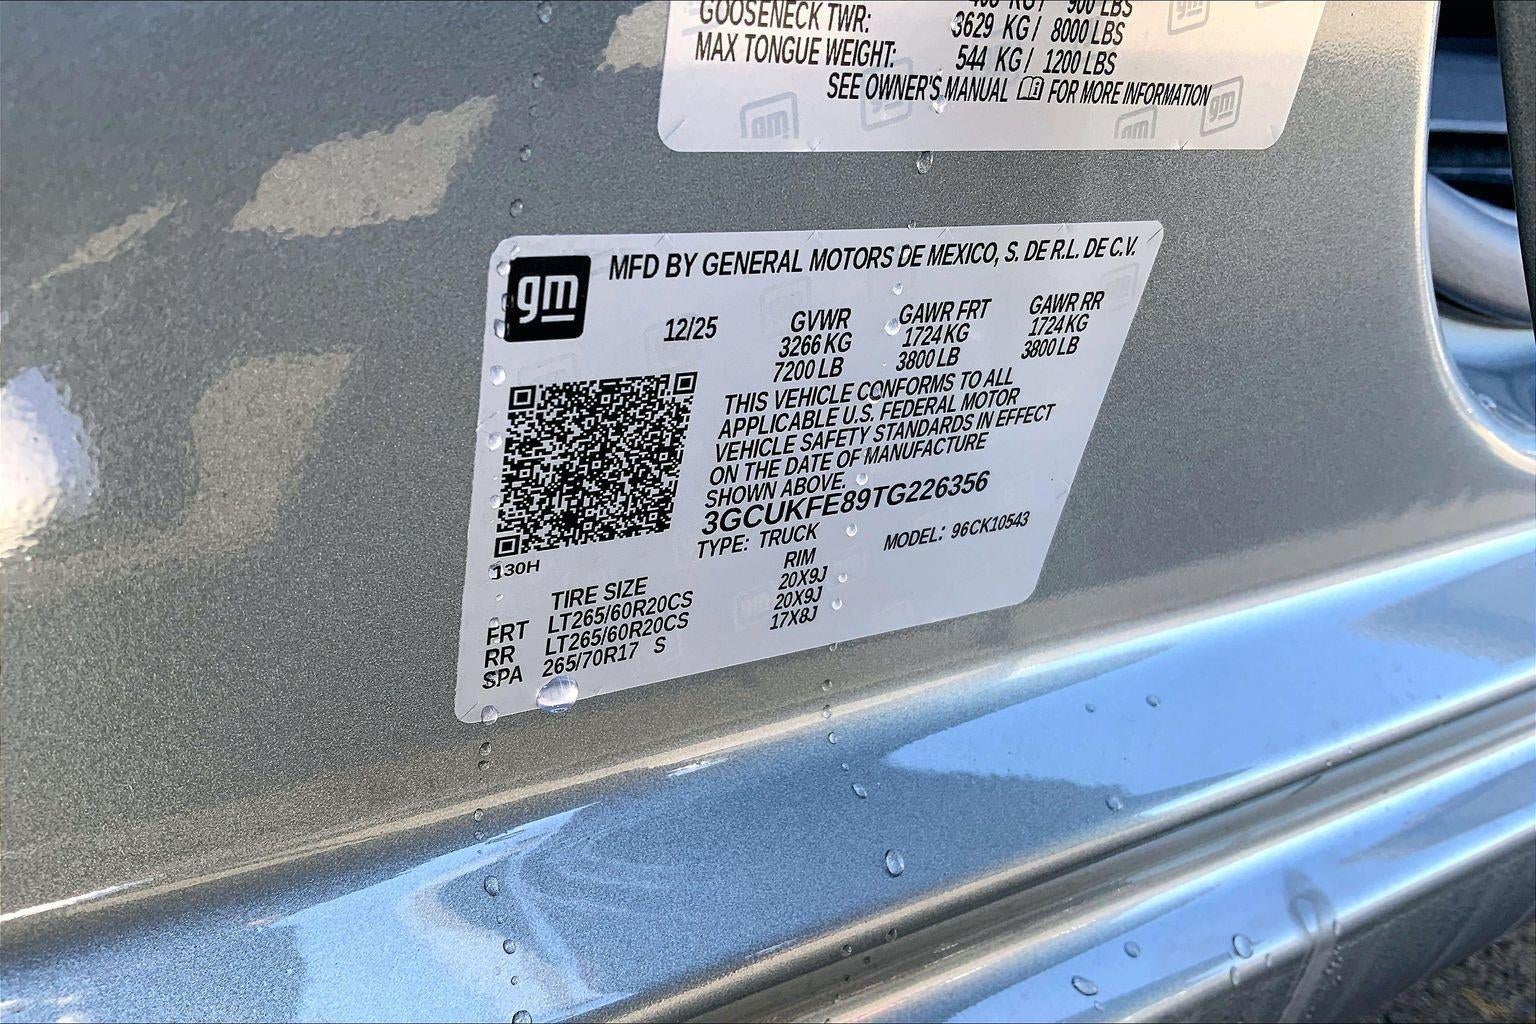 GOOSENECK TWR: 3629 KG / 8000 LBS
MAX TONGUE WEIGHT: 544 KG / 1200 LBS
SEE OWNER'S MANUAL FOR MORE INFORMATION
gm
MFD BY GENERAL MOTORS DE MEXICO, S. DE R.L. DE C.V.
12/25 GVWR GAWR FRT GAWR RR
3266 KG 1724 KG 1724 KG
7200 LB 3800 LB 3800 LB
THIS VEHICLE CONFORMS TO ALL
APPLICABLE U.S. FEDERAL MOTOR
VEHICLE SAFETY STANDARDS IN EFFECT
ON THE DATE OF MANUFACTURE
SHOWN ABOVE.
3GCUKFE89TG226356
TYPE: TRUCK MODEL: 96CK10543
130H
TIRE SIZE RIM
FRT LT265/60R20CS 20X9J
RR LT265/60R20CS 20X9J
SPA 265/70R17 S 17X8J